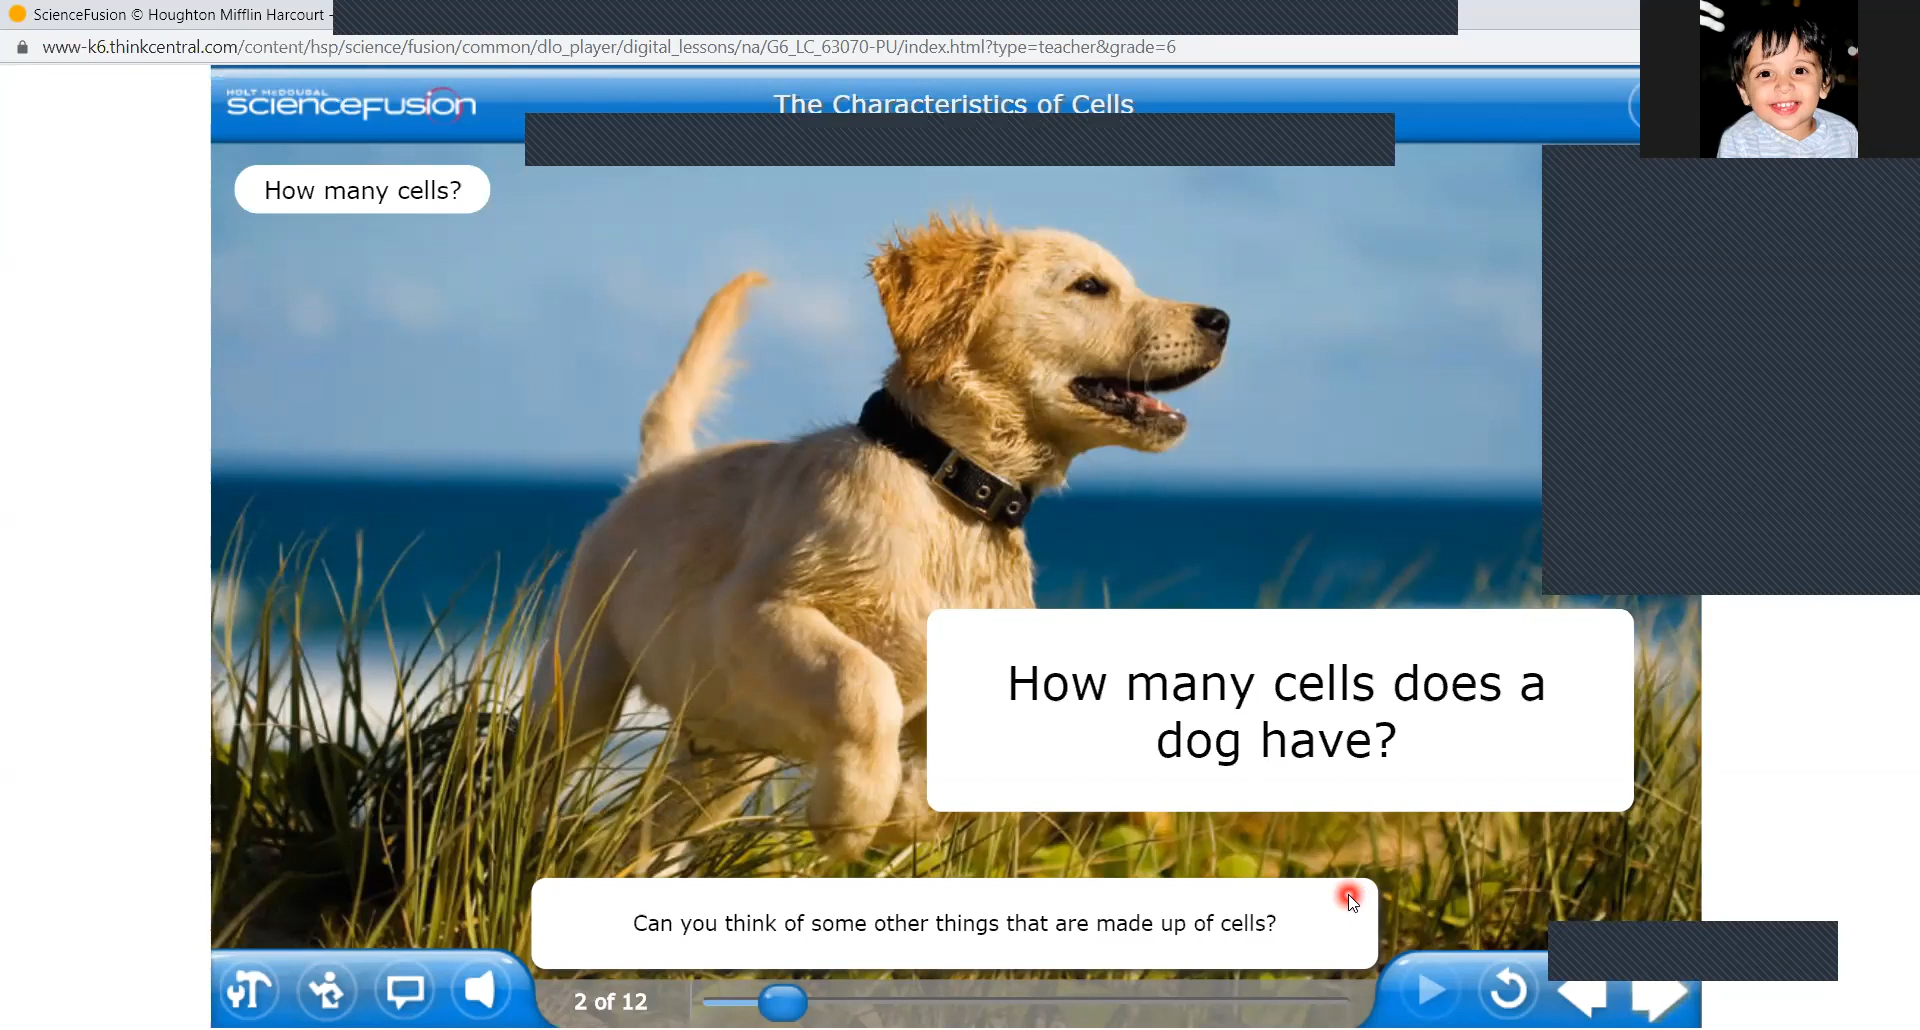 ScienceFusion © Houghton Mifflin Harcourt -
www-k6.thinkcentral.com/content/hsp/science/fusion/common/dlo_player/digital_lessons/na/G6_LC_63070-PU/index.html?type=teacher&grade=6
HOLT McDOUGAL
scienceFusion
The Characteristics of Cells
How many cells?
How many cells does a
dog have?
Can you think of some other things that are made up of cells?
2 of 12